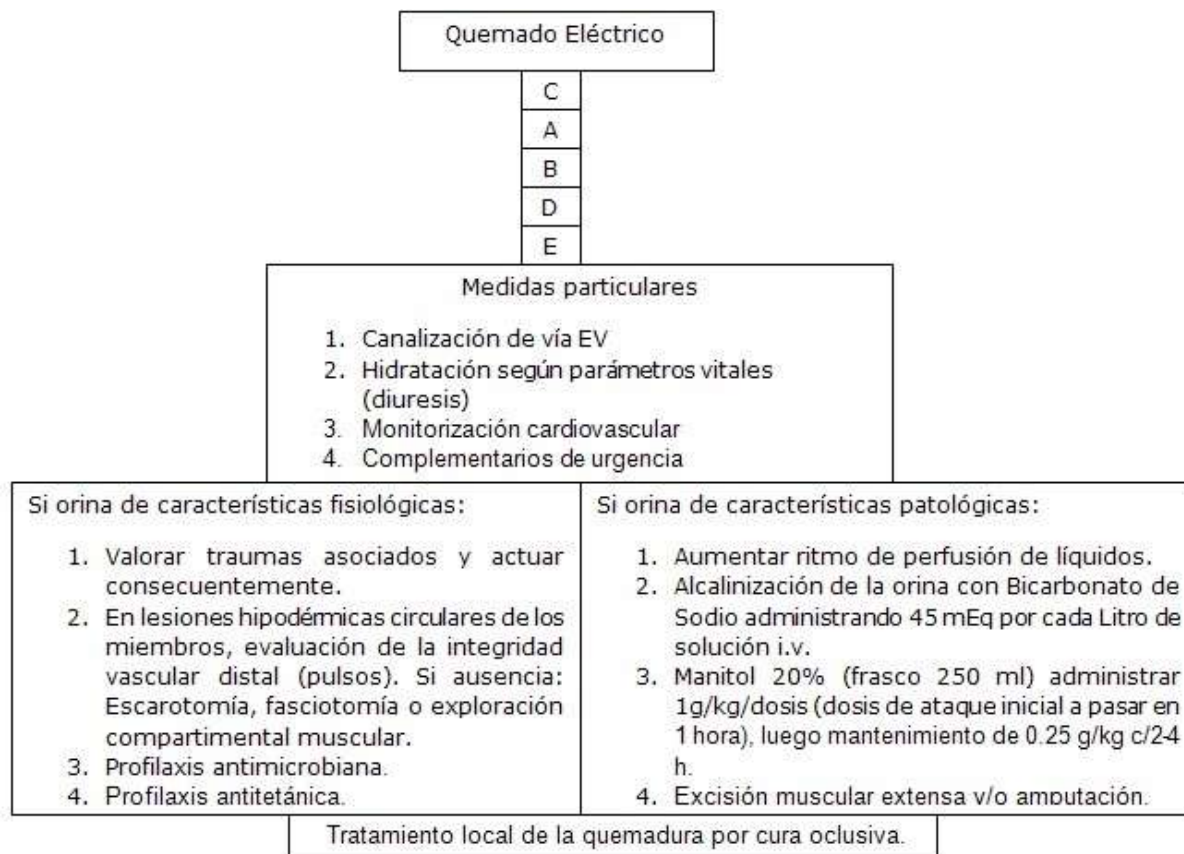 Quemado Eléctrico
C
A
B
D
E
Medidas particulares
1. Canalización de vía EV
2. Hidratación según parámetros vitales
(diuresis)
3. Monitorización cardiovascular
4. Complementarios de urgencia
Si orina de características fisiológicas:
1. Valorar traumas asociados y actuar
consecuentemente.
2. En lesiones hipodérmicas circulares de los
miembros, evaluación de la integridad
vascular distal (pulsos). Si ausencia:
Escarotomía, fasciotomía o exploración
compartimental muscular.
3. Profilaxis antimicrobiana.
4. Profilaxis antitetánica.
Si orina de características patológicas:
1. Aumentar ritmo de perfusión de líquidos.
2. Alcalinización de la orina con Bicarbonato de
Sodio administrando 45 mEq por cada Litro de
solución i.v.
3. Manitol 20% (frasco 250 ml) administrar
1g/kg/dosis (dosis de ataque inicial a pasar en
1 hora), luego mantenimiento de 0.25 g/kg c/2-4
h.
4. Excisión muscular extensa y/o amputación.
Tratamiento local de la quemadura por cura oclusiva.